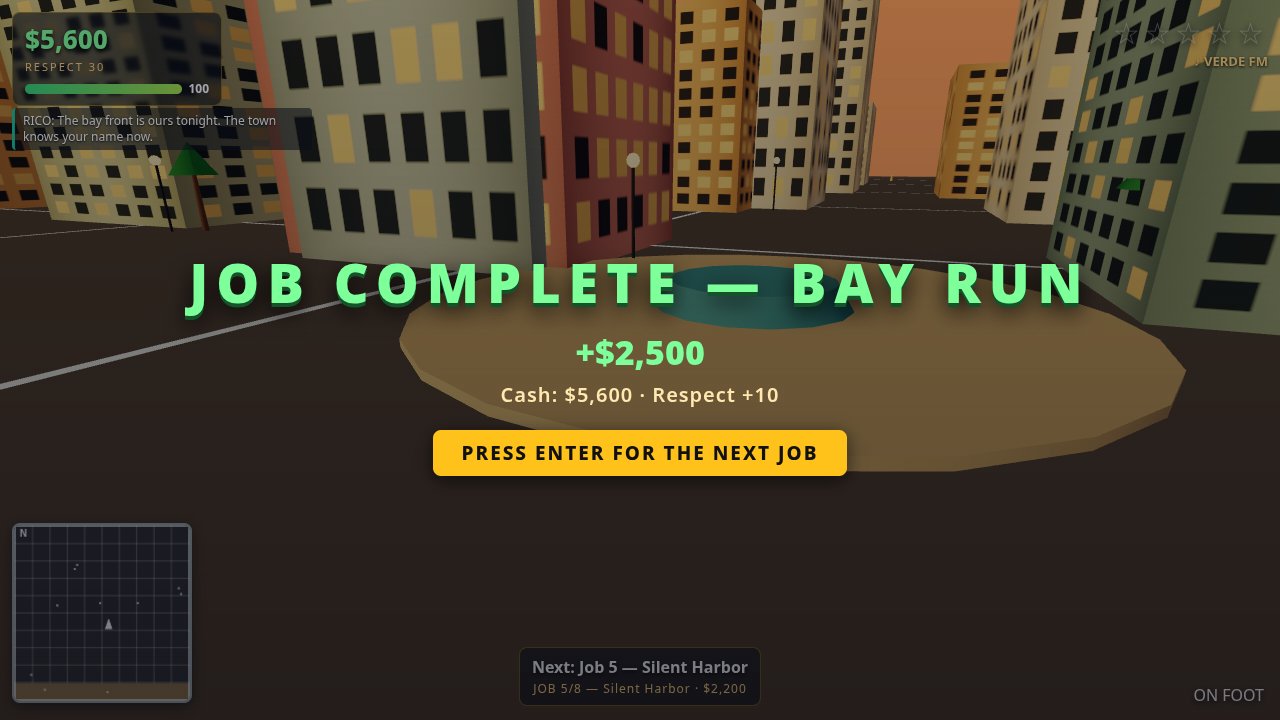 $5,600
RESPECT 30
100
RICO: The bay front is ours tonight. The town
knows your name now.
VERDE FM
JOB COMPLETE — BAY RUN
+$2,500
Cash: $5,600 · Respect +10
PRESS ENTER FOR THE NEXT JOB
N
Next: Job 5 — Silent Harbor
JOB 5/8 — Silent Harbor · $2,200
ON FOOT